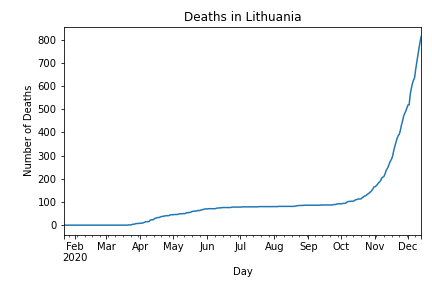 Deaths in Lithuania
Number of Deaths
800
700
600
500
400
300
200
100
0
Feb Mar Apr May Jun Jul Aug Sep Oct Nov Dec
2020
Day